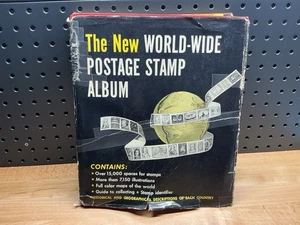 The New WORLD-WIDE
POSTAGE STAMP
ALBUM
CONTAINS:
• Over 15,000 spaces for stamps
• More than 7,150 illustrations
• Full color maps of the world
• Guide to collecting • Stamp identifier
HISTORICAL AND GEOGRAPHICAL DESCRIPTIONS OF EACH COUNTRY